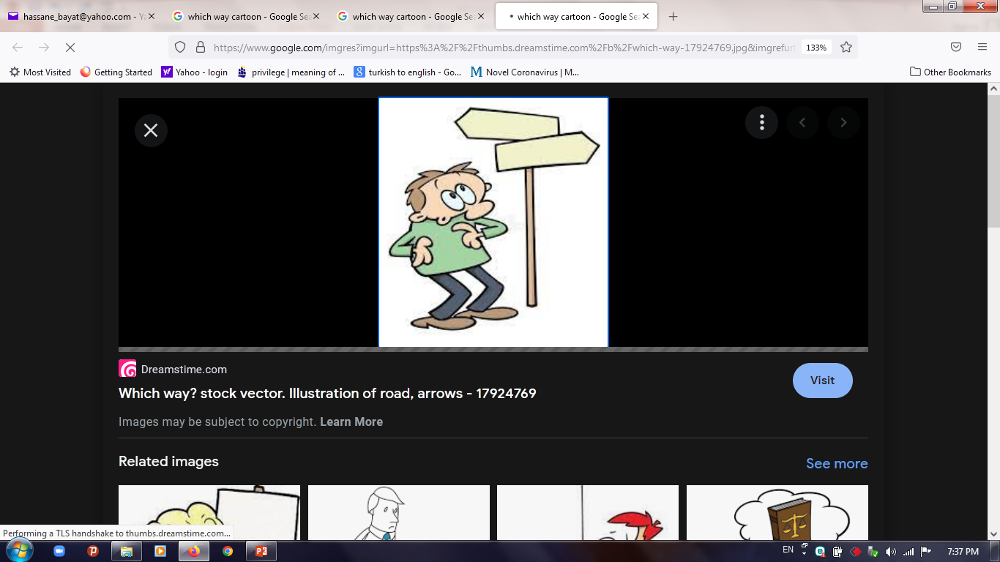 hassane_bayat@yahoo.com - Ya
which way cartoon - Google Sea
which way cartoon - Google Sea
which way cartoon - Google Sea
https://www.google.com/imgres?imgurl=https%3A%2F%2Fthumbs.dreamstime.com%2Fb%2Fwhich-way-17924769.jpg&imgrefurl
133%
Most Visited
Getting Started
Yahoo - login
privilege | meaning of ...
turkish to english - Go...
Novel Coronavirus | M...
Other Bookmarks
Dreamstime.com
Visit
Which way? stock vector. Illustration of road, arrows - 17924769
Images may be subject to copyright. Learn More
Related images
See more
Performing a TLS handshake to thumbs.dreamstime.com...
EN
7:37 PM